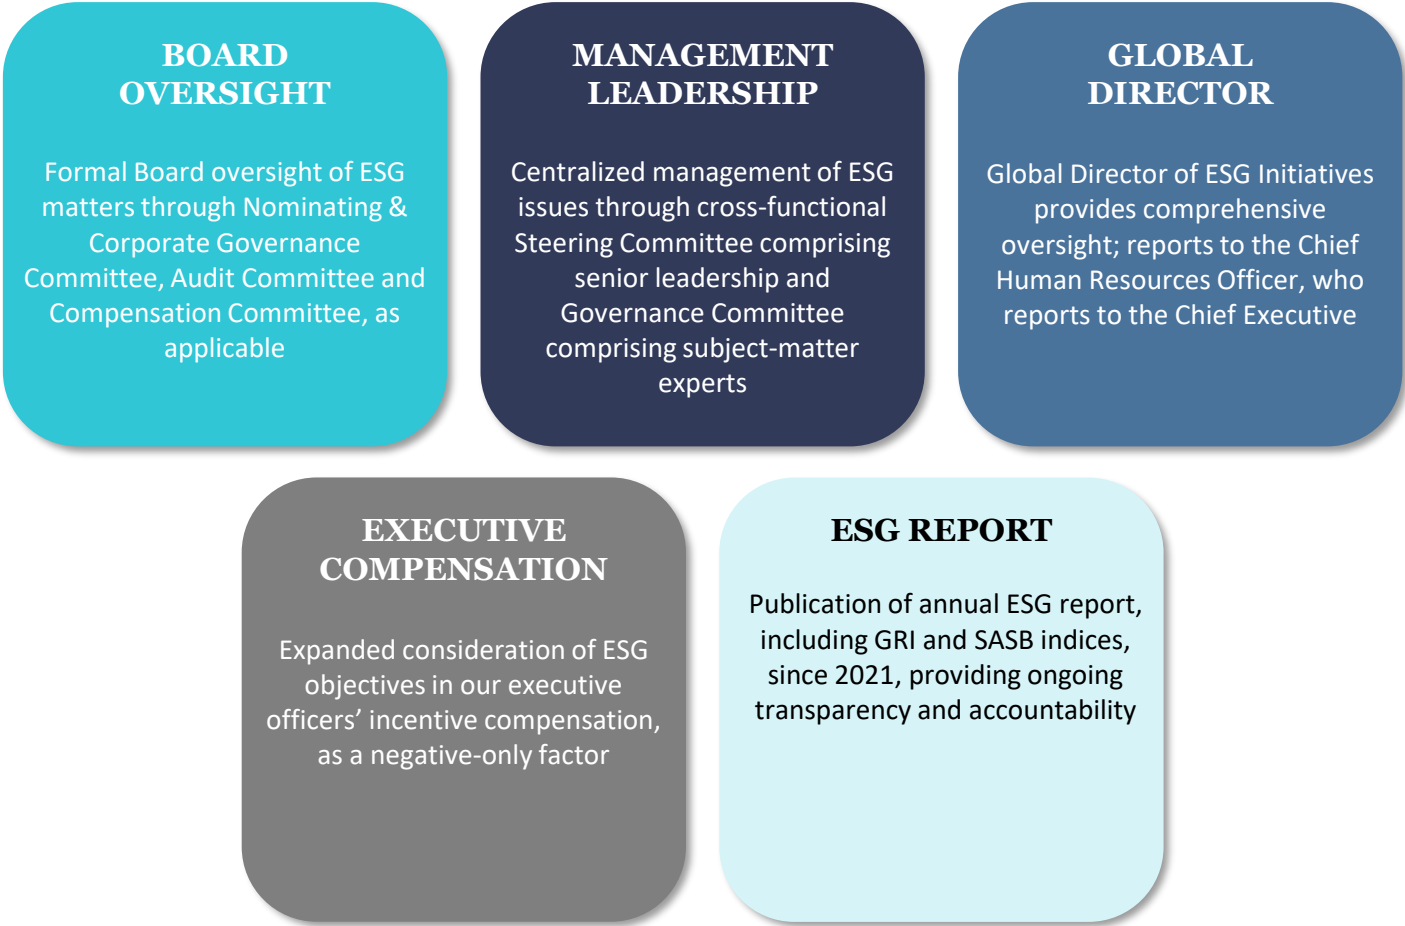 BOARD
OVERSIGHT
Formal Board oversight of ESG
matters through Nominating &
Corporate Governance
Committee, Audit Committee and
Compensation Committee, as
applicable
MANAGEMENT
LEADERSHIP
Centralized management of ESG
issues through cross-functional
Steering Committee comprising
senior leadership and
Governance Committee
comprising subject-matter
experts
GLOBAL
DIRECTOR
Global Director of ESG Initiatives
provides comprehensive
oversight; reports to the Chief
Human Resources Officer, who
reports to the Chief Executive
EXECUTIVE
COMPENSATION
Expanded consideration of ESG
objectives in our executive
officers’ incentive compensation,
as a negative-only factor
ESG REPORT
Publication of annual ESG report,
including GRI and SASB indices,
since 2021, providing ongoing
transparency and accountability